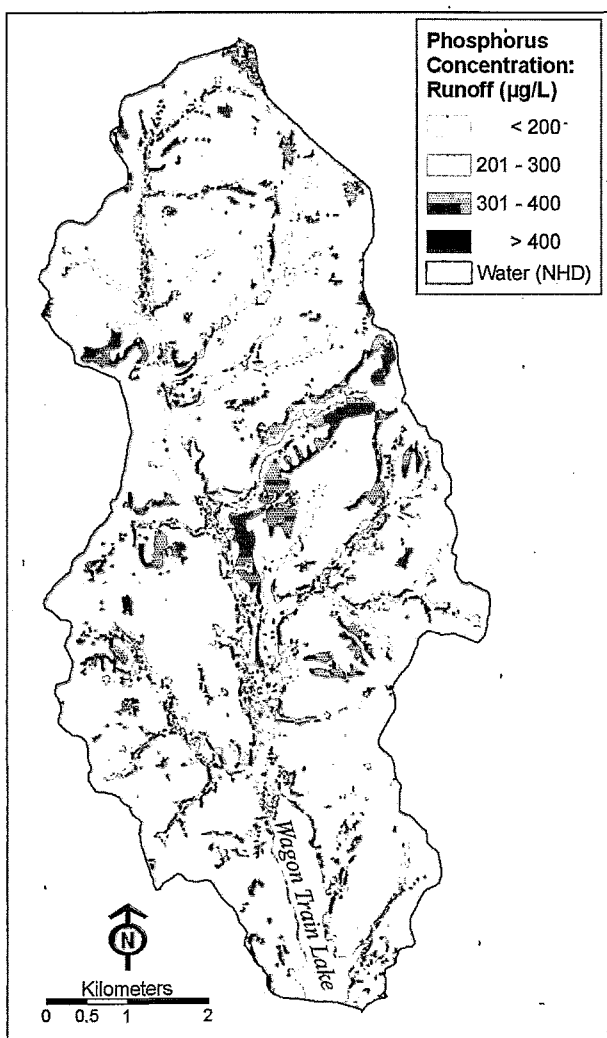 Phosphorus
Concentration:
Runoff (µg/L)
< 200
201 - 300
301 - 400
> 400
Water (NHD)
Wagon Train Lake
N
Kilometers
0 0.5 1 2